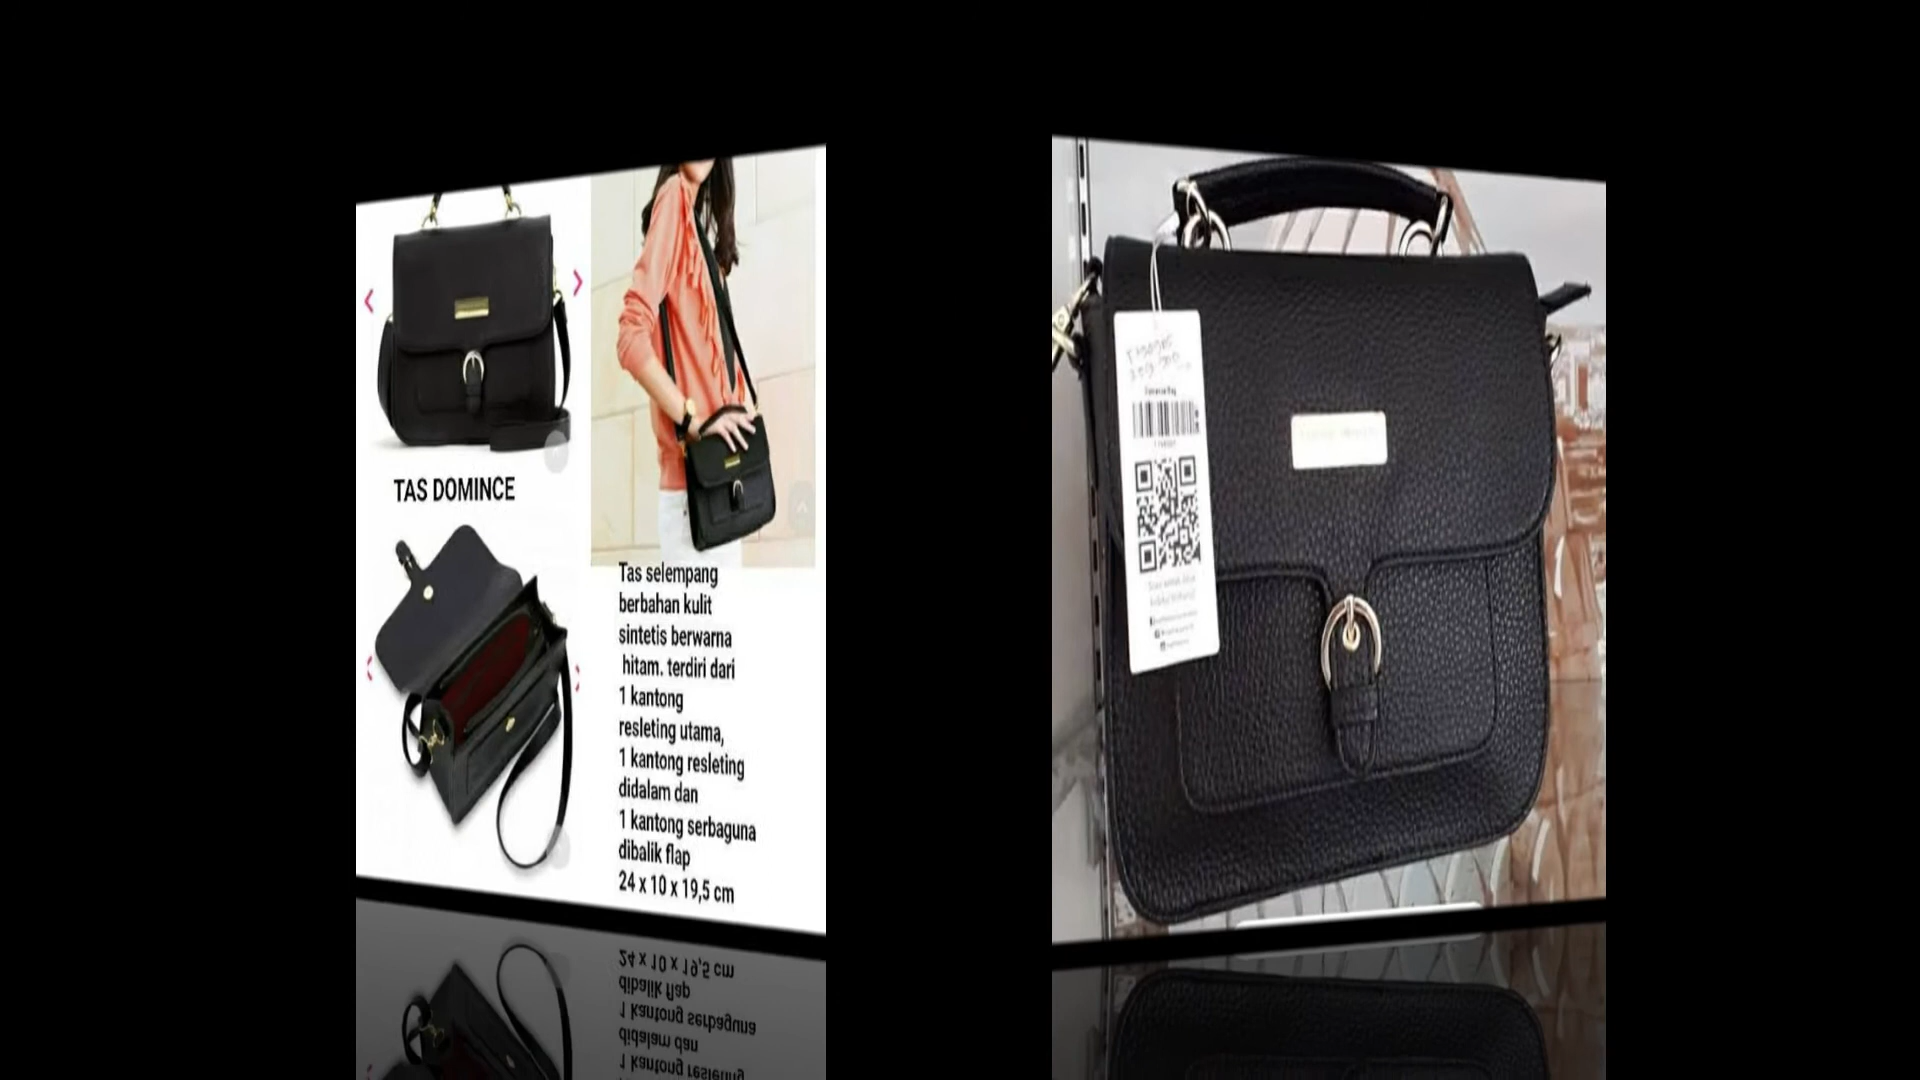 TAS DOMINCE
Tas selempang
berbahan kulit
sintetis berwarna
hitam. terdiri dari
1 kantong
resleting utama,
1 kantong resleting
didalam dan
1 kantong serbaguna
dibalik flap
24 x 10 x 19,5 cm